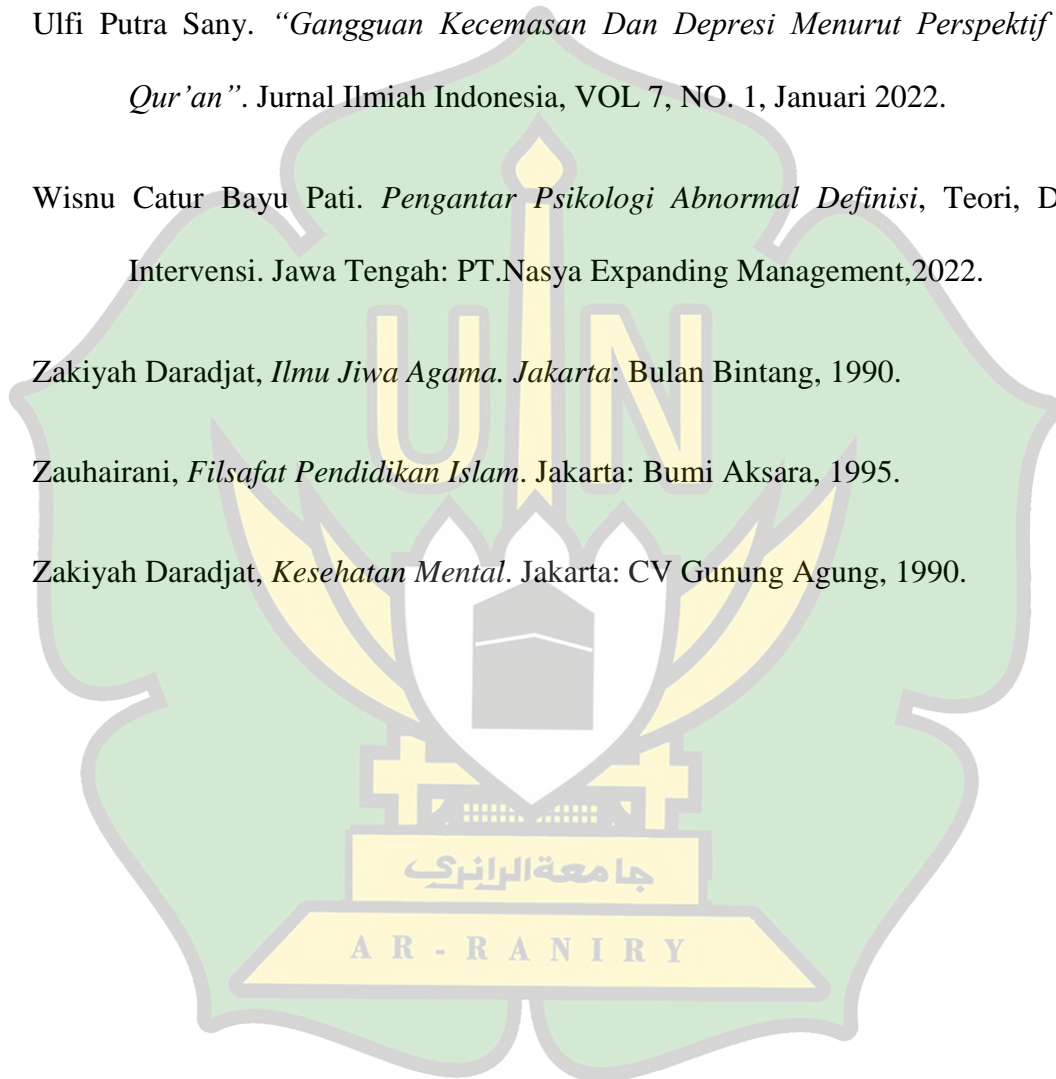 Ulfi Putra Sany. “Gangguan Kecemasan Dan Depresi Menurut Perspektif
Qur’an”. Jurnal Ilmiah Indonesia, VOL 7, NO. 1, Januari 2022.
Wisnu Catur Bayu Pati. Pengantar Psikologi Abnormal Definisi, Teori, D
Intervensi. Jawa Tengah: PT.Nasya Expanding Management,2022.
Zakiyah Daradjat, Ilmu Jiwa Agama. Jakarta: Bulan Bintang, 1990.
Zauhairani, Filsafat Pendidikan Islam. Jakarta: Bumi Aksara, 1995.
Zakiyah Daradjat, Kesehatan Mental. Jakarta: CV Gunung Agung, 1990.
UIN
جامعة الرانري
AR-RANIRY